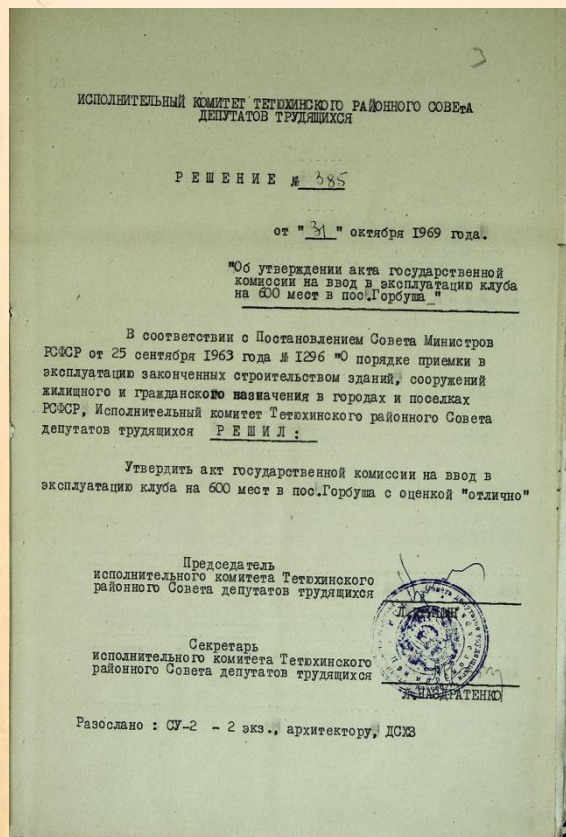 3
ИСПОЛНИТЕЛЬНЫЙ КОМИТЕТ ТЕТЮХИНСКОГО РАЙОННОГО СОВЕтА
ДЕПУТАТОВ ТРУДЯЩИХСЯ
РЕШЕНИЕ № 385
от "31" октября 1969 года.
"Об утверждении акта государственной
комиссии на ввод в эксплуатацию клуба
на 600 мест в пос.Горбуша "
В соответствии с Постановлением Совета Министров
РСФСР от 25 сентября 1963 года № 1296 "О порядке приемки в
эксплуатацию законченных строительством зданий, сооружений
жилищного и гражданского назначения в городах и поселках
РСФСР, Исполнительный комитет Тетюхинского районного Совета
депутатов трудящихся РЕШИЛ:
Утвердить акт государственной комиссии на ввод в
эксплуатацию клуба на 600 мест в пос.Горбуша с оценкой "отлично"
Председатель
исполнительного комитета Тетюхинского
районного Совета депутатов трудящихся
Секретарь
исполнительного комитета Тетюхинского
районного Совета депутатов трудящихся
Л.НАЗДРАТЕНКО
Разослано : СУ-2 - 2 экз., архитектору, ДСХЗ